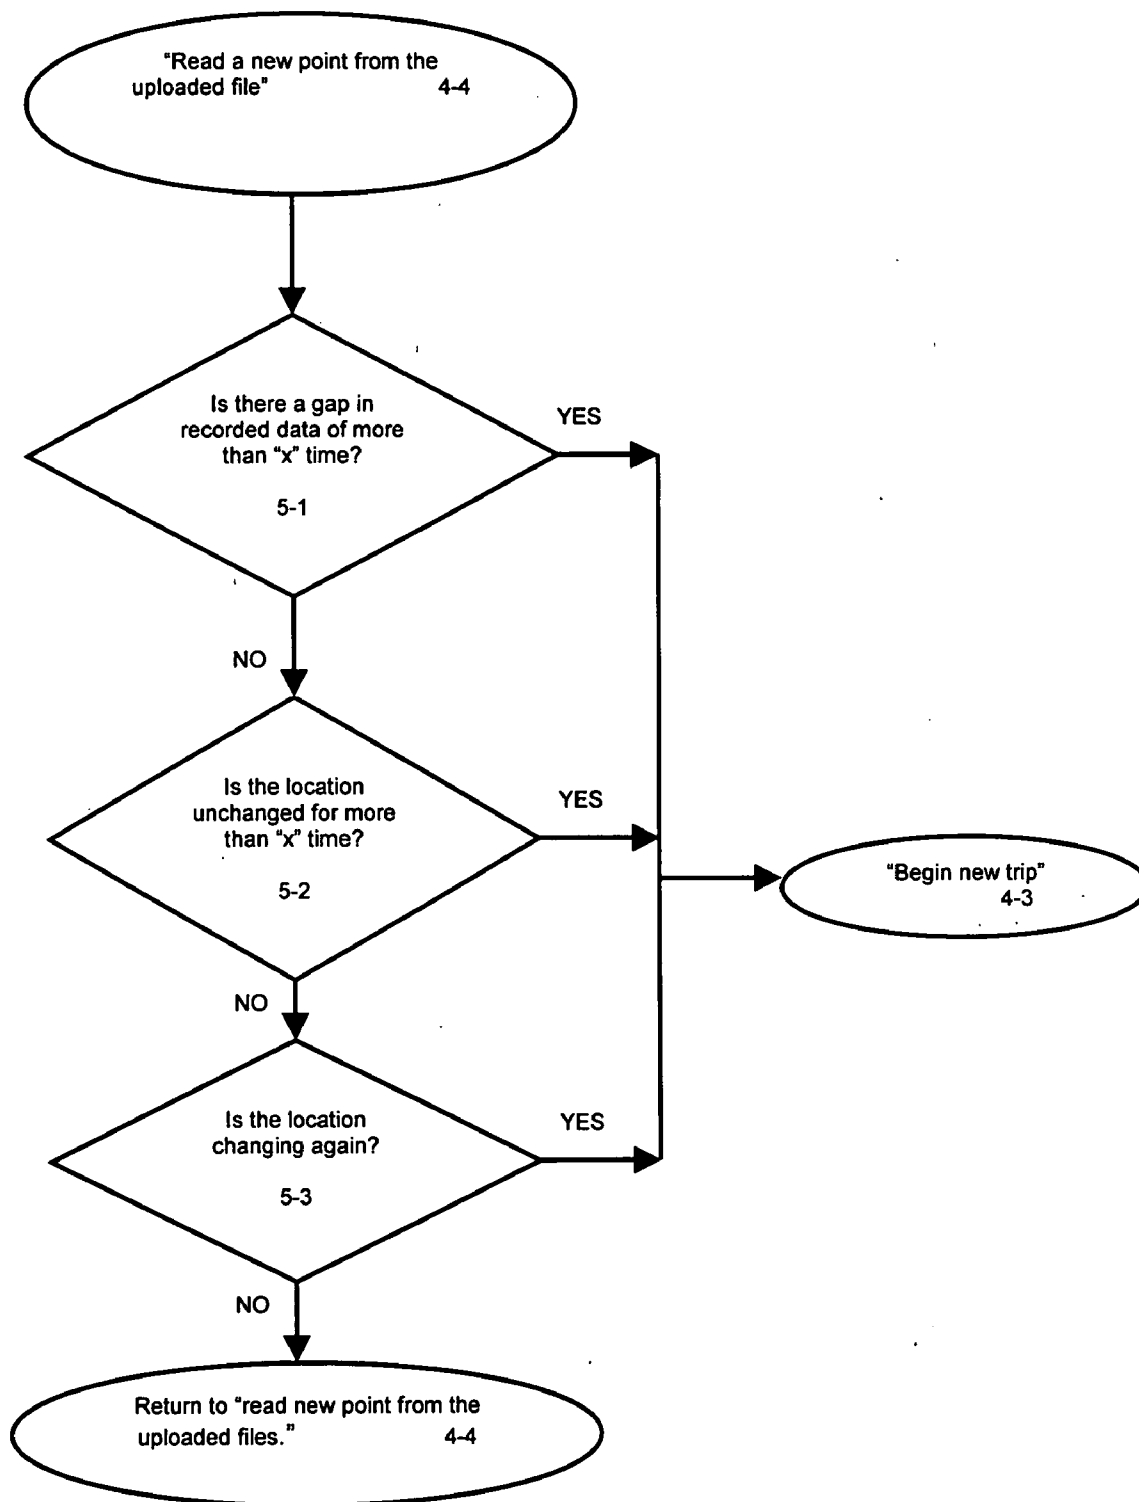 "Read a new point from the
uploaded file" 4-4
Is there a gap in
recorded data of more
than "x" time?
5-1
YES
NO
Is the location
unchanged for more
than "x" time?
5-2
YES
"Begin new trip"
4-3
NO
Is the location
changing again?
5-3
YES
NO
Return to "read new point from the
uploaded files." 4-4